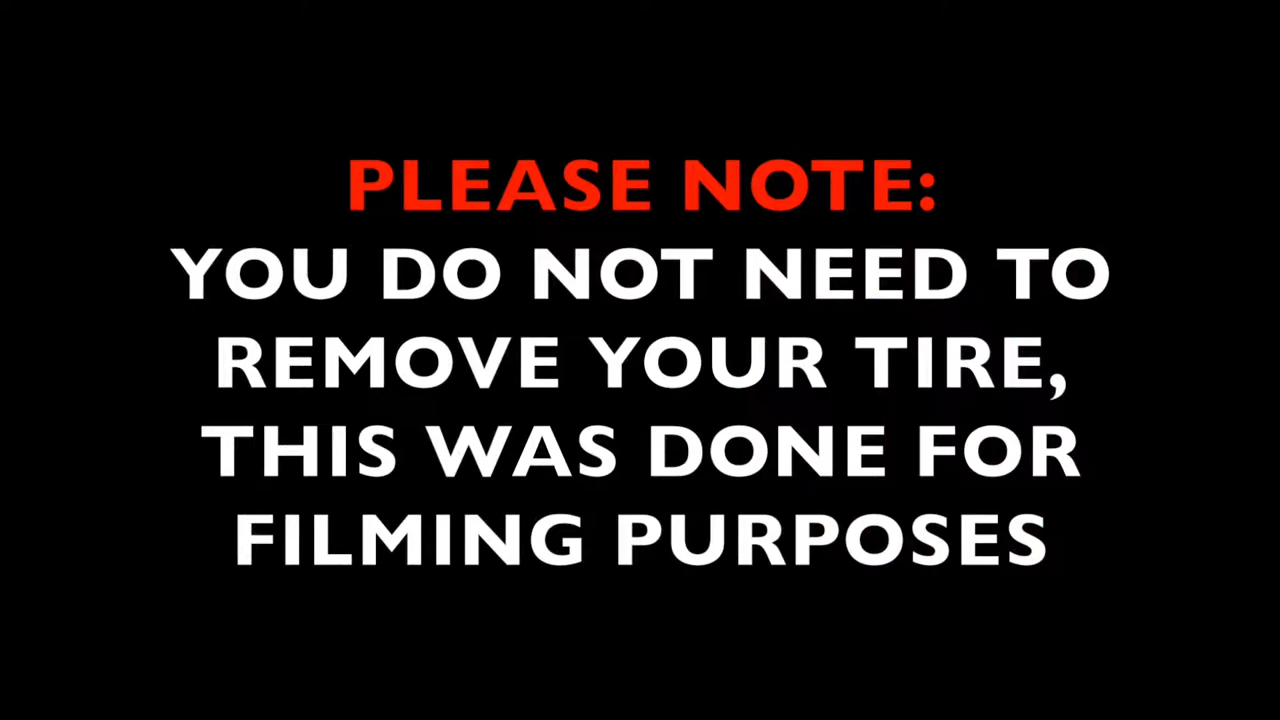 PLEASE NOTE:
YOU DO NOT NEED TO
REMOVE YOUR TIRE,
THIS WAS DONE FOR
FILMING PURPOSES